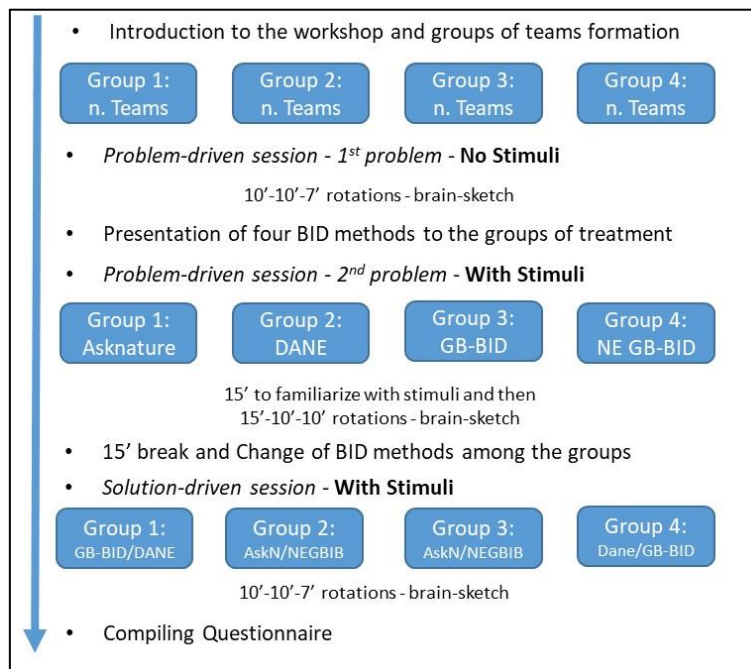 • Introduction to the workshop and groups of teams formation
Group 1:
n. Teams
Group 2:
n. Teams
Group 3:
n. Teams
Group 4:
n. Teams
• Problem-driven session - 1st problem - No Stimuli
10’-10’-7’ rotations - brain-sketch
• Presentation of four BID methods to the groups of treatment
• Problem-driven session - 2nd problem - With Stimuli
Group 1:
Asknature
Group 2:
DANE
Group 3:
GB-BID
Group 4:
NE GB-BID
15’ to familiarize with stimuli and then
15’-10’-10’ rotations - brain-sketch
• 15’ break and Change of BID methods among the groups
• Solution-driven session - With Stimuli
Group 1:
GB-BID/DANE
Group 2:
AskN/NEGBIB
Group 3:
AskN/NEGBIB
Group 4:
Dane/GB-BID
10’-10’-7’ rotations - brain-sketch
• Compiling Questionnaire